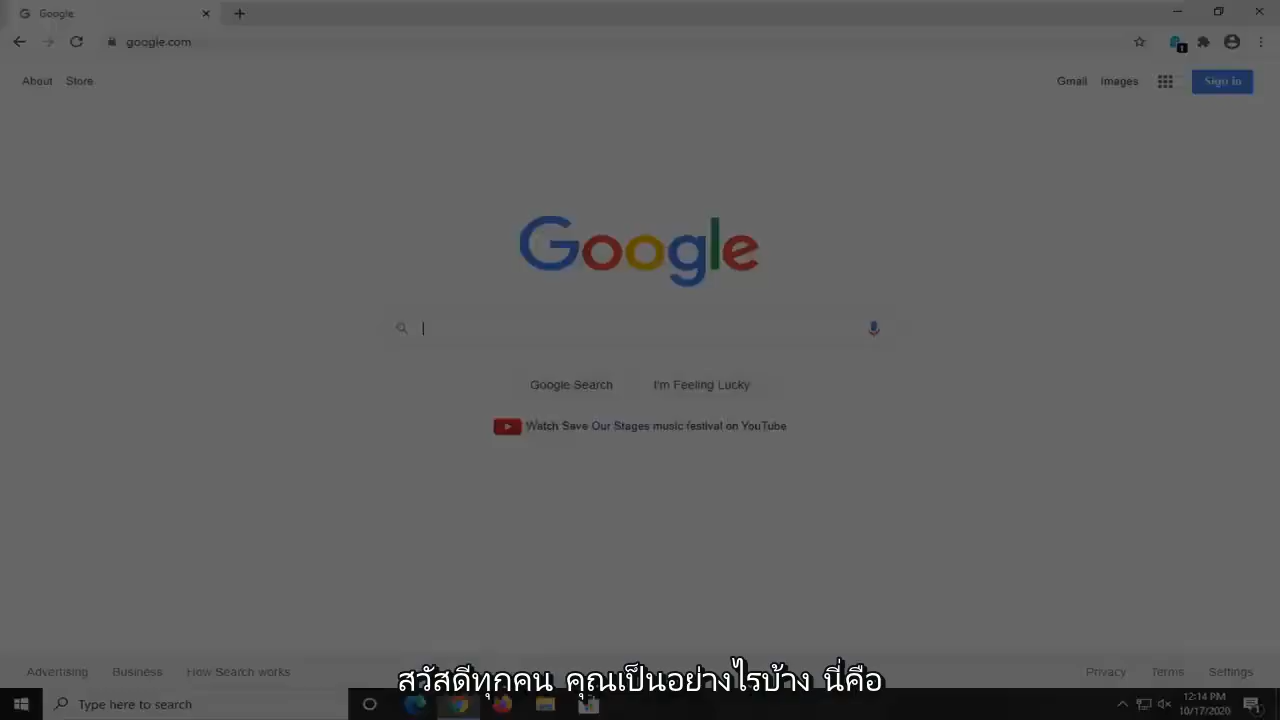 Google
google.com
About Store Gmail Images Sign in
Google
Google Search I'm Feeling Lucky
Watch Save Our Stages music festival on YouTube
Advertising Business How Search works Privacy Terms Settings
สวัสดีทุกคน คุณเป็นอย่างไรบ้าง นี่คือ
Type here to search
12:14 PM
10/17/2020